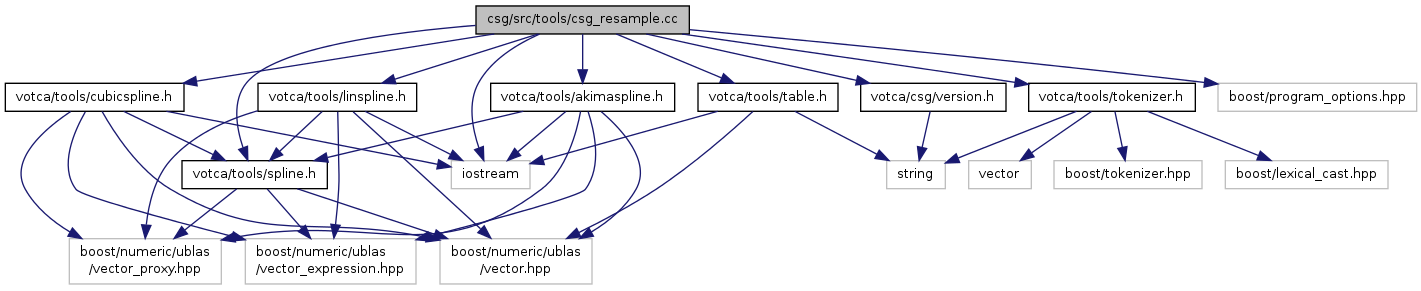 csg/src/tools/csg_resample.cc
votca/tools/cubicspline.h
votca/tools/linspline.h
votca/tools/akimaspline.h
votca/tools/table.h
votca/csg/version.h
votca/tools/tokenizer.h
boost/program_options.hpp
votca/tools/spline.h
iostream
string
vector
boost/tokenizer.hpp
boost/lexical_cast.hpp
boost/numeric/ublas
/vector_proxy.hpp
boost/numeric/ublas
/vector_expression.hpp
boost/numeric/ublas
/vector.hpp